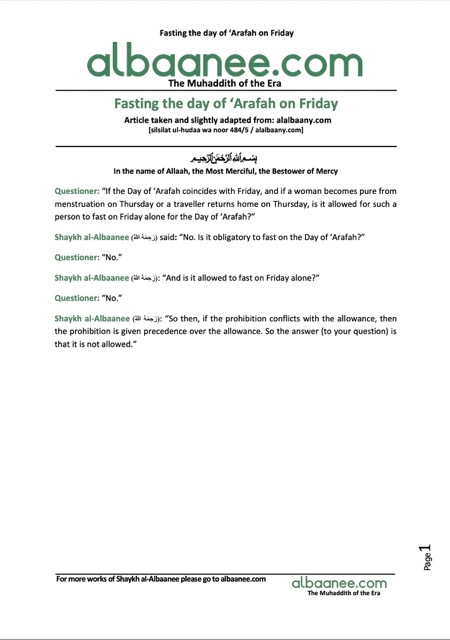 Fasting the day of ‘Arafah on Friday
albaanee.com
The Muhaddith of the Era
Fasting the day of ‘Arafah on Friday
Article taken and slightly adapted from: alalbaany.com
[silsilat ul-hudaa wa noor 484/5 / alalbaany.com]
بِسْمِ اللهِ الرَّحْمَنِ الرَّحِيمِ
In the name of Allaah, the Most Merciful, the Bestower of Mercy
Questioner: “If the Day of ‘Arafah coincides with Friday, and if a woman becomes pure from
menstruation on Thursday or a traveller returns home on Thursday, is it allowed for such a
person to fast on Friday alone for the Day of ‘Arafah?”
Shaykh al-Albaanee (رَحِمَهُ اللهُ) said: “No. Is it obligatory to fast on the Day of ‘Arafah?”
Questioner: “No.”
Shaykh al-Albaanee (رَحِمَهُ اللهُ): “And is it allowed to fast on Friday alone?”
Questioner: “No.”
Shaykh al-Albaanee (رَحِمَهُ اللهُ): “So then, if the prohibition conflicts with the allowance, then
the prohibition is given precedence over the allowance. So the answer (to your question) is
that it is not allowed.”
Page 1
For more works of Shaykh al-Albaanee please go to albaanee.com
albaanee.com
The Muhaddith of the Era